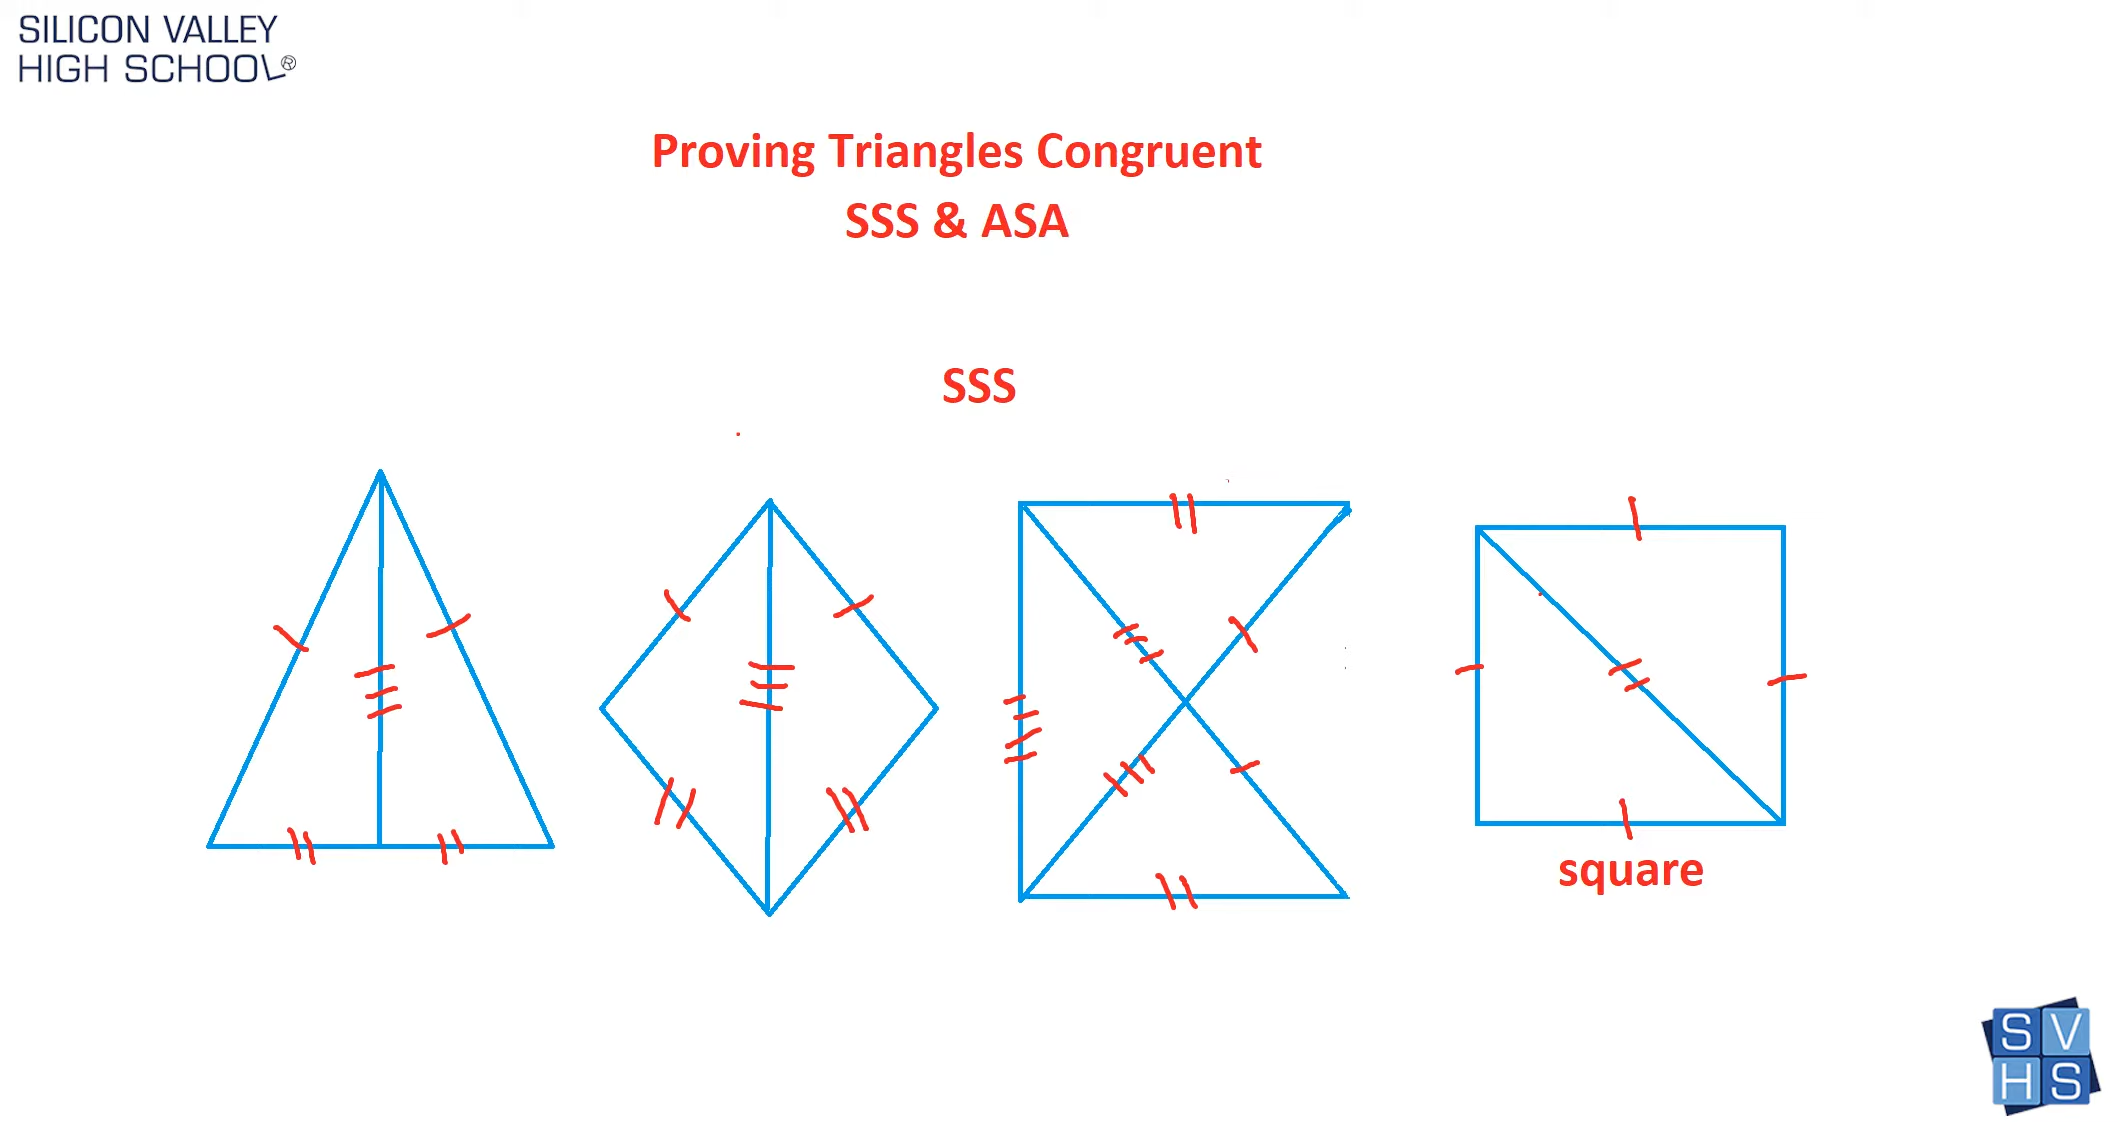 SILICON VALLEY
HIGH SCHOOL®
Proving Triangles Congruent
SSS & ASA
SSS
square
SV
HS